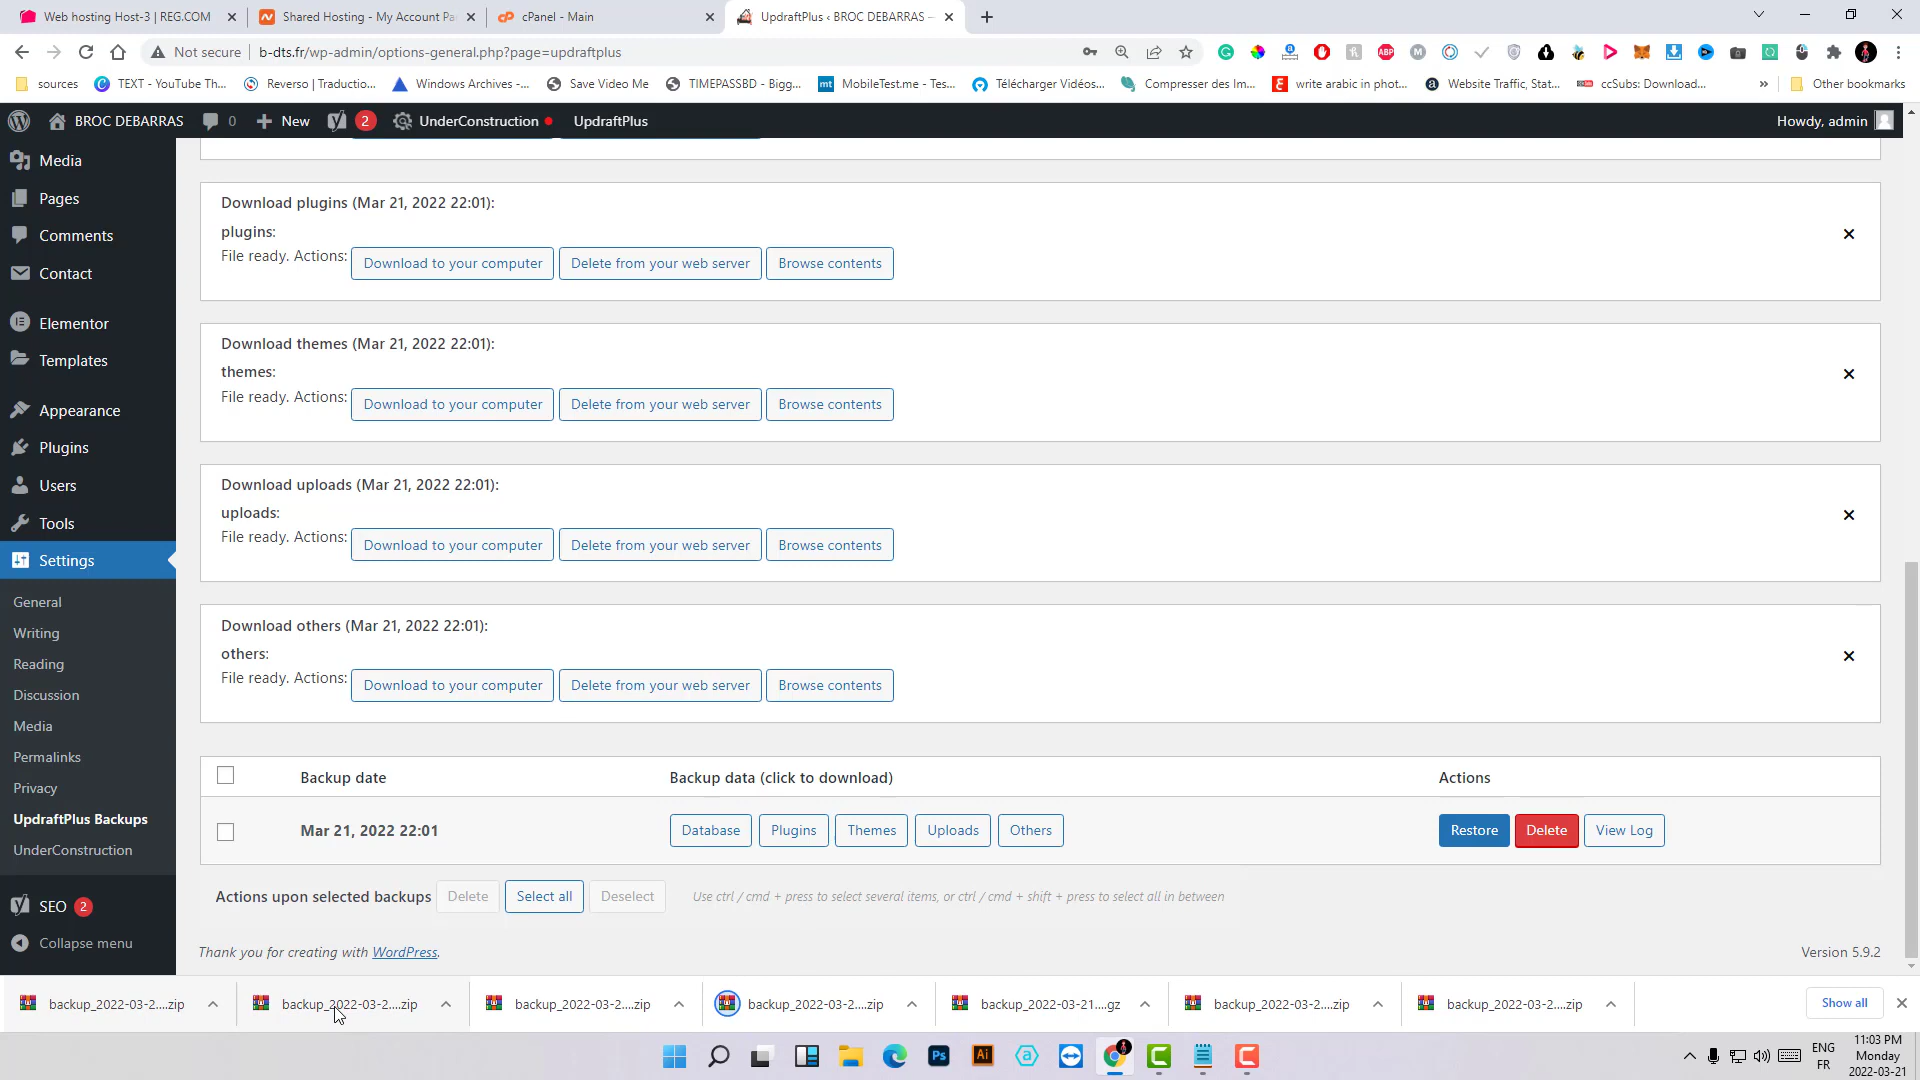 Web hosting Host-3 | REG.COM
Shared Hosting - My Account Pa
cPanel - Main
UpdraftPlus ‹ BROC DEBARRAS –
Not secure
b-dts.fr/wp-admin/options-general.php?page=updraftplus
sources
TEXT - YouTube Th...
Reverso | Traductio...
Windows Archives -...
Save Video Me
TIMEPASSBD - Bigg...
MobileTest.me - Tes...
Télécharger Vidéos...
Compresser des Im...
write arabic in phot...
Website Traffic, Stat...
ccSubs: Download...
»
Other bookmarks
BROC DEBARRAS
0
New
2
UnderConstruction
UpdraftPlus
Howdy, admin
Media
Pages
Comments
Contact
Elementor
Templates
Appearance
Plugins
Users
Tools
Settings
General
Writing
Reading
Discussion
Media
Permalinks
Privacy
UpdraftPlus Backups
UnderConstruction
SEO 2
Collapse menu
Download plugins (Mar 21, 2022 22:01):
plugins:
File ready. Actions: Download to your computer Delete from your web server Browse contents
Download themes (Mar 21, 2022 22:01):
themes:
File ready. Actions: Download to your computer Delete from your web server Browse contents
Download uploads (Mar 21, 2022 22:01):
uploads:
File ready. Actions: Download to your computer Delete from your web server Browse contents
Download others (Mar 21, 2022 22:01):
others:
File ready. Actions: Download to your computer Delete from your web server Browse contents
Backup date Backup data (click to download) Actions
Mar 21, 2022 22:01 Database Plugins Themes Uploads Others Restore Delete View Log
Actions upon selected backups Delete Select all Deselect Use ctrl / cmd + press to select several items, or ctrl / cmd + shift + press to select all in between
Thank you for creating with WordPress.
Version 5.9.2
backup_2022-03-2....zip
backup_2022-03-2....zip
backup_2022-03-2....zip
backup_2022-03-2....zip
backup_2022-03-21....gz
backup_2022-03-2....zip
backup_2022-03-2....zip
Show all
Ps
Ai
ENG
FR
11:03 PM
Monday
2022-03-21